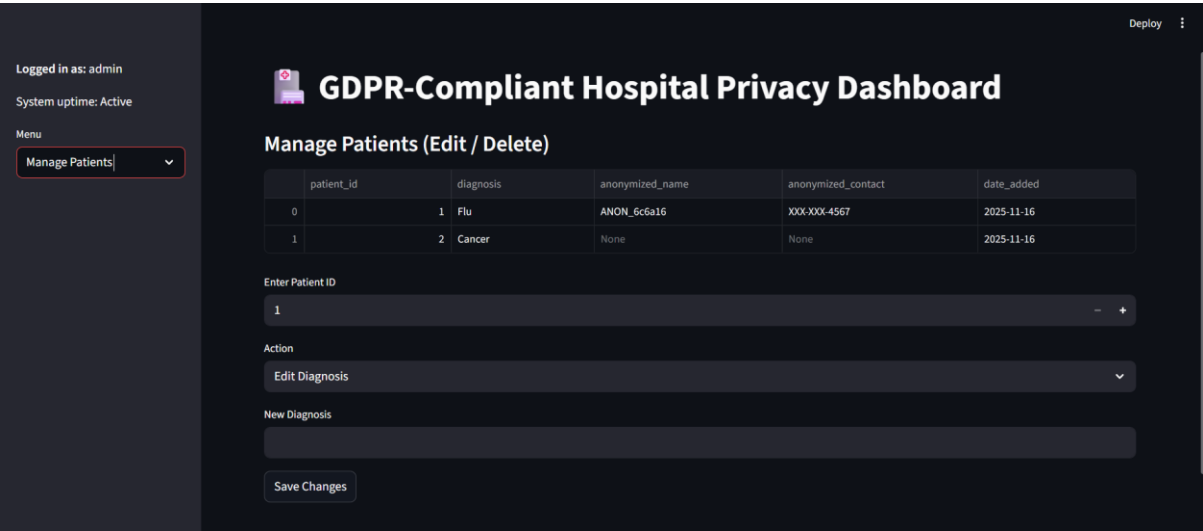 Deploy
Logged in as: admin
System uptime: Active
Menu
Manage Patients
GDPR-Compliant Hospital Privacy Dashboard
Manage Patients (Edit / Delete)
patient_id diagnosis anonymized_name anonymized_contact date_added
0 1 Flu ANON_6c6a16 XXX-XXX-4567 2025-11-16
1 2 Cancer None None 2025-11-16
Enter Patient ID
1
Action
Edit Diagnosis
New Diagnosis
Save Changes